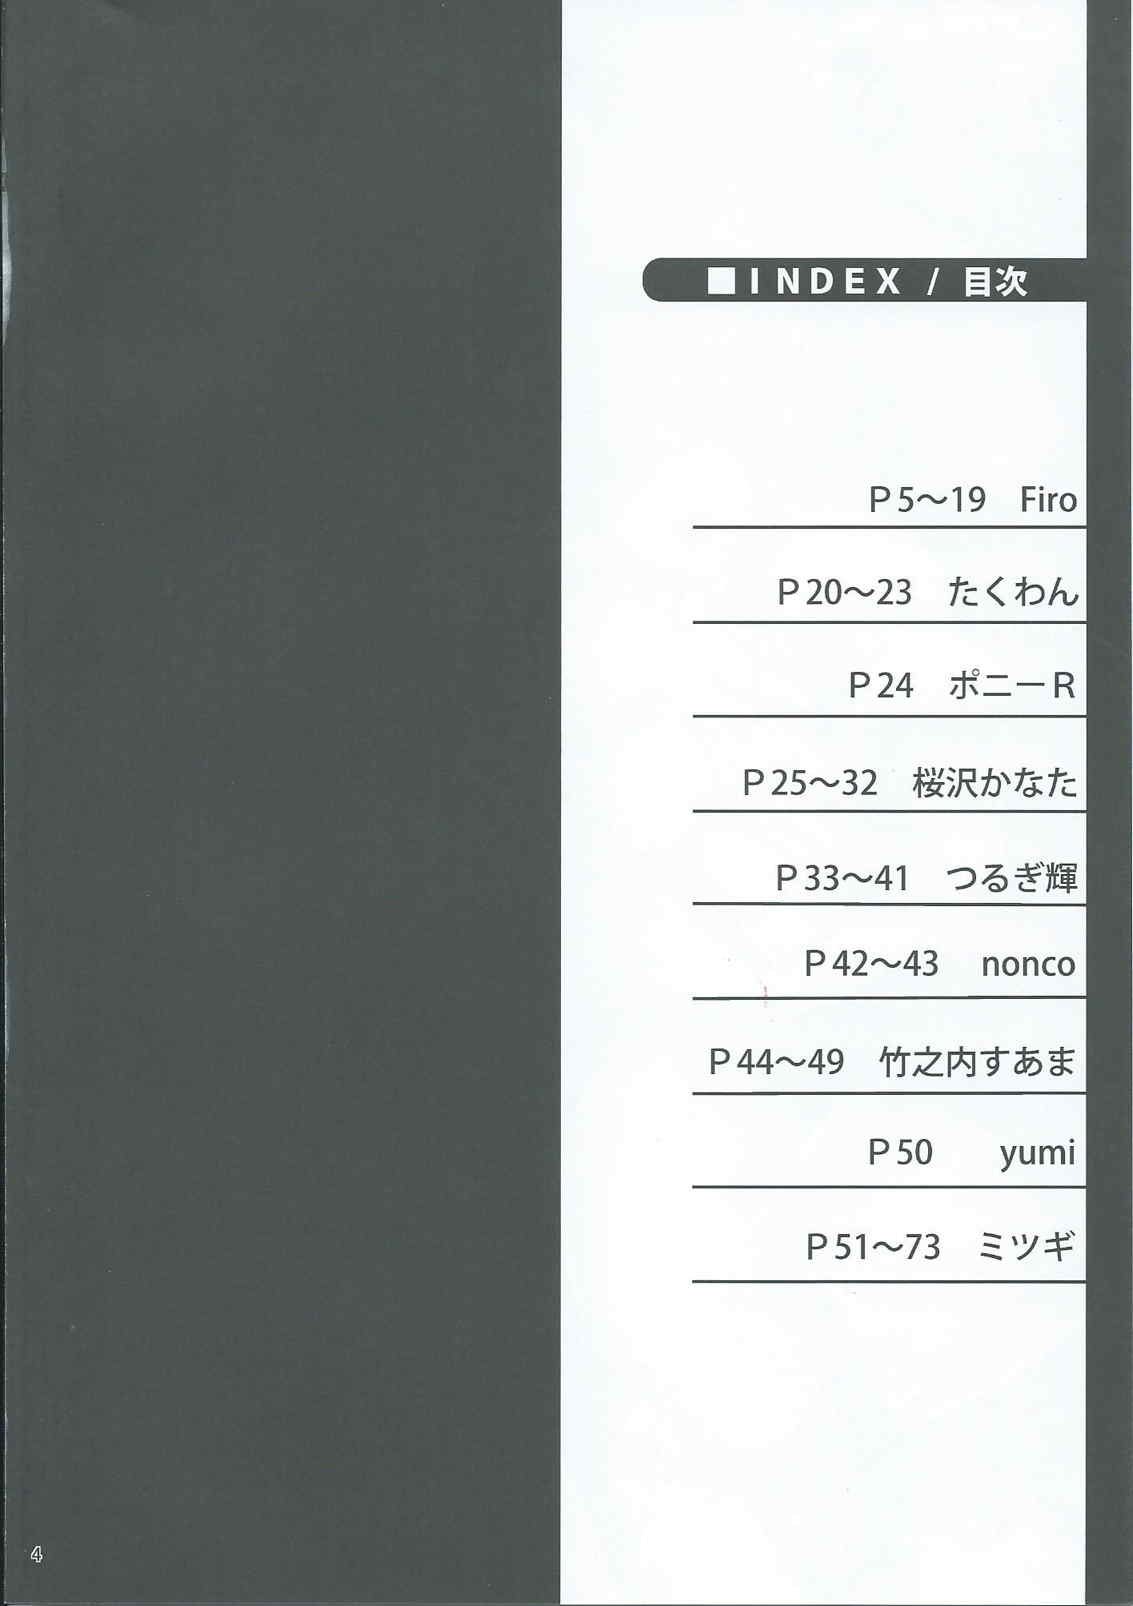 ■INDEX / 目次
P5～19　Firo
P20～23　たくわん
P24　ポニーR
P25～32　桜沢かなた
P33～41　つるぎ輝
P42～43　nonco
P44～49　竹之内すあま
P50　　yumi
P51～73　ミツギ
4